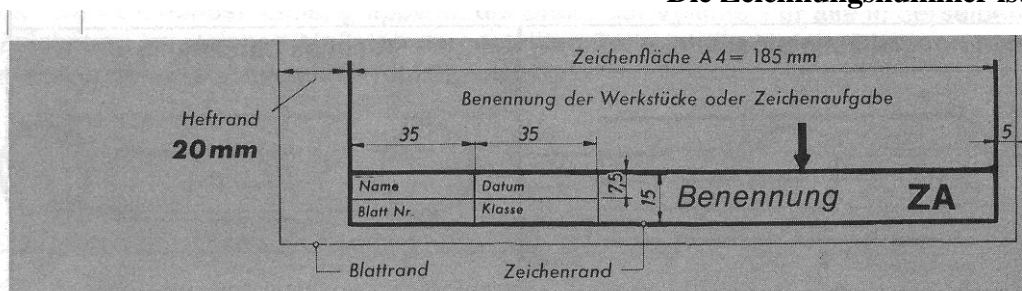 Zeichenfläche A 4 = 185 mm
Benennung der Werkstücke oder Zeichenaufgabe
Heftrand
20mm
35 35 5
Name Datum 7,5 15 Benennung ZA
Blatt Nr. Klasse
Blattrand Zeichenrand